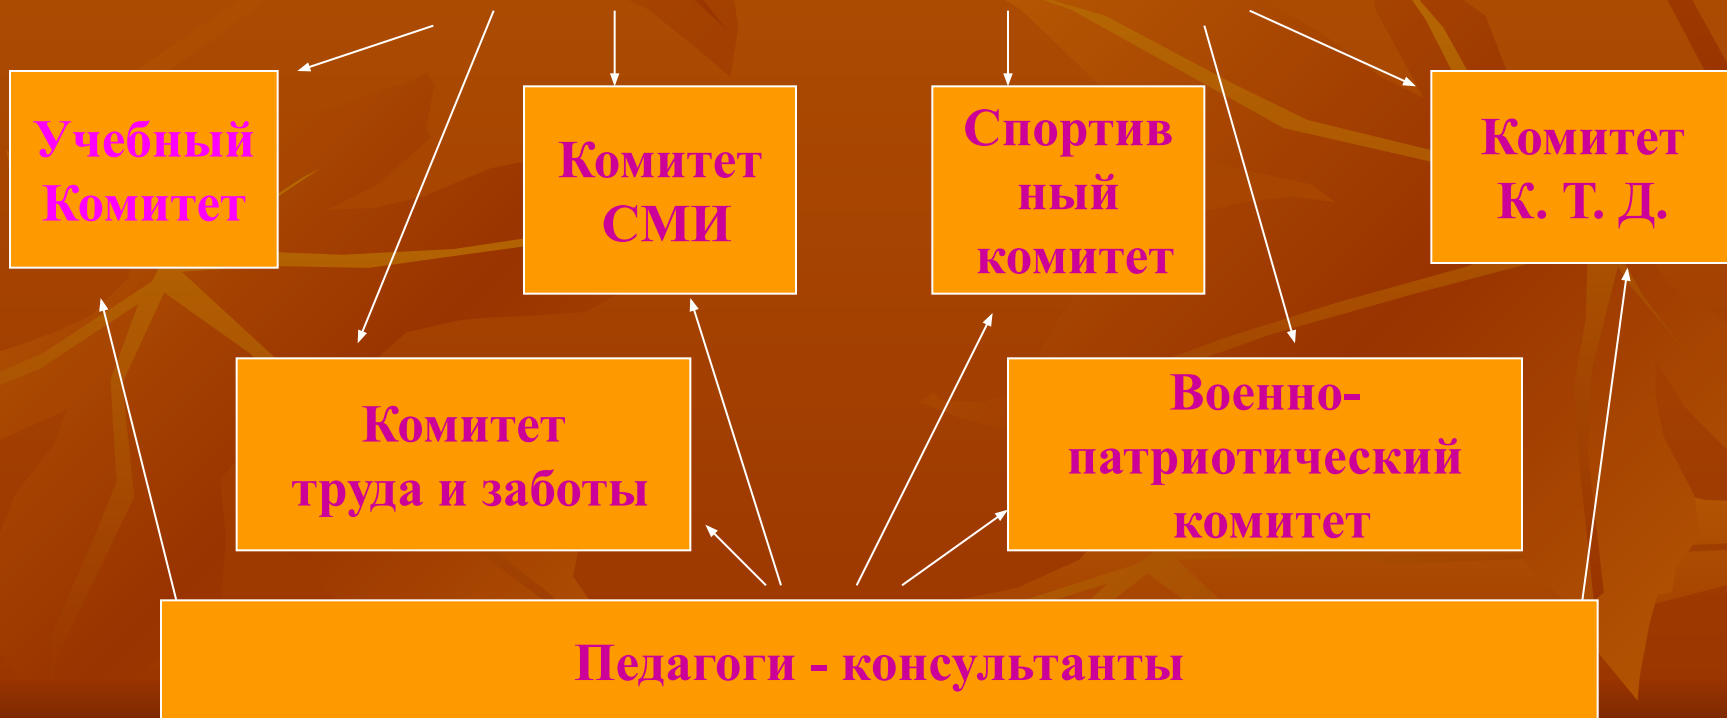 Учебный
Комитет
Комитет
СМИ
Спортив
ный
комитет
Комитет
К. Т. Д.
Комитет
труда и заботы
Военно-
патриотический
комитет
Педагоги - консультанты